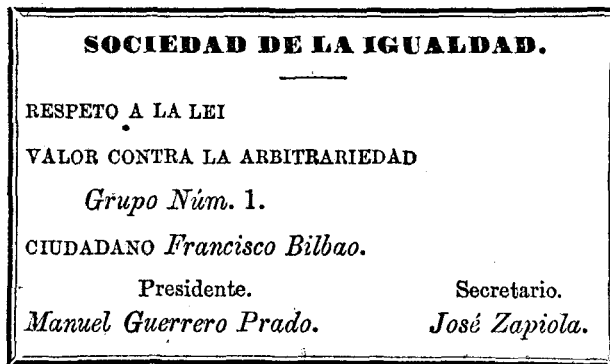 SOCIEDAD DE LA IGUALDAD.
RESPETO A LA LEI
VALOR CONTRA LA ARBITRARIEDAD
Grupo Núm. 1.
CIUDADANO Francisco Bilbao.
Presidente. Secretario.
Manuel Guerrero Prado. José Zapiola.